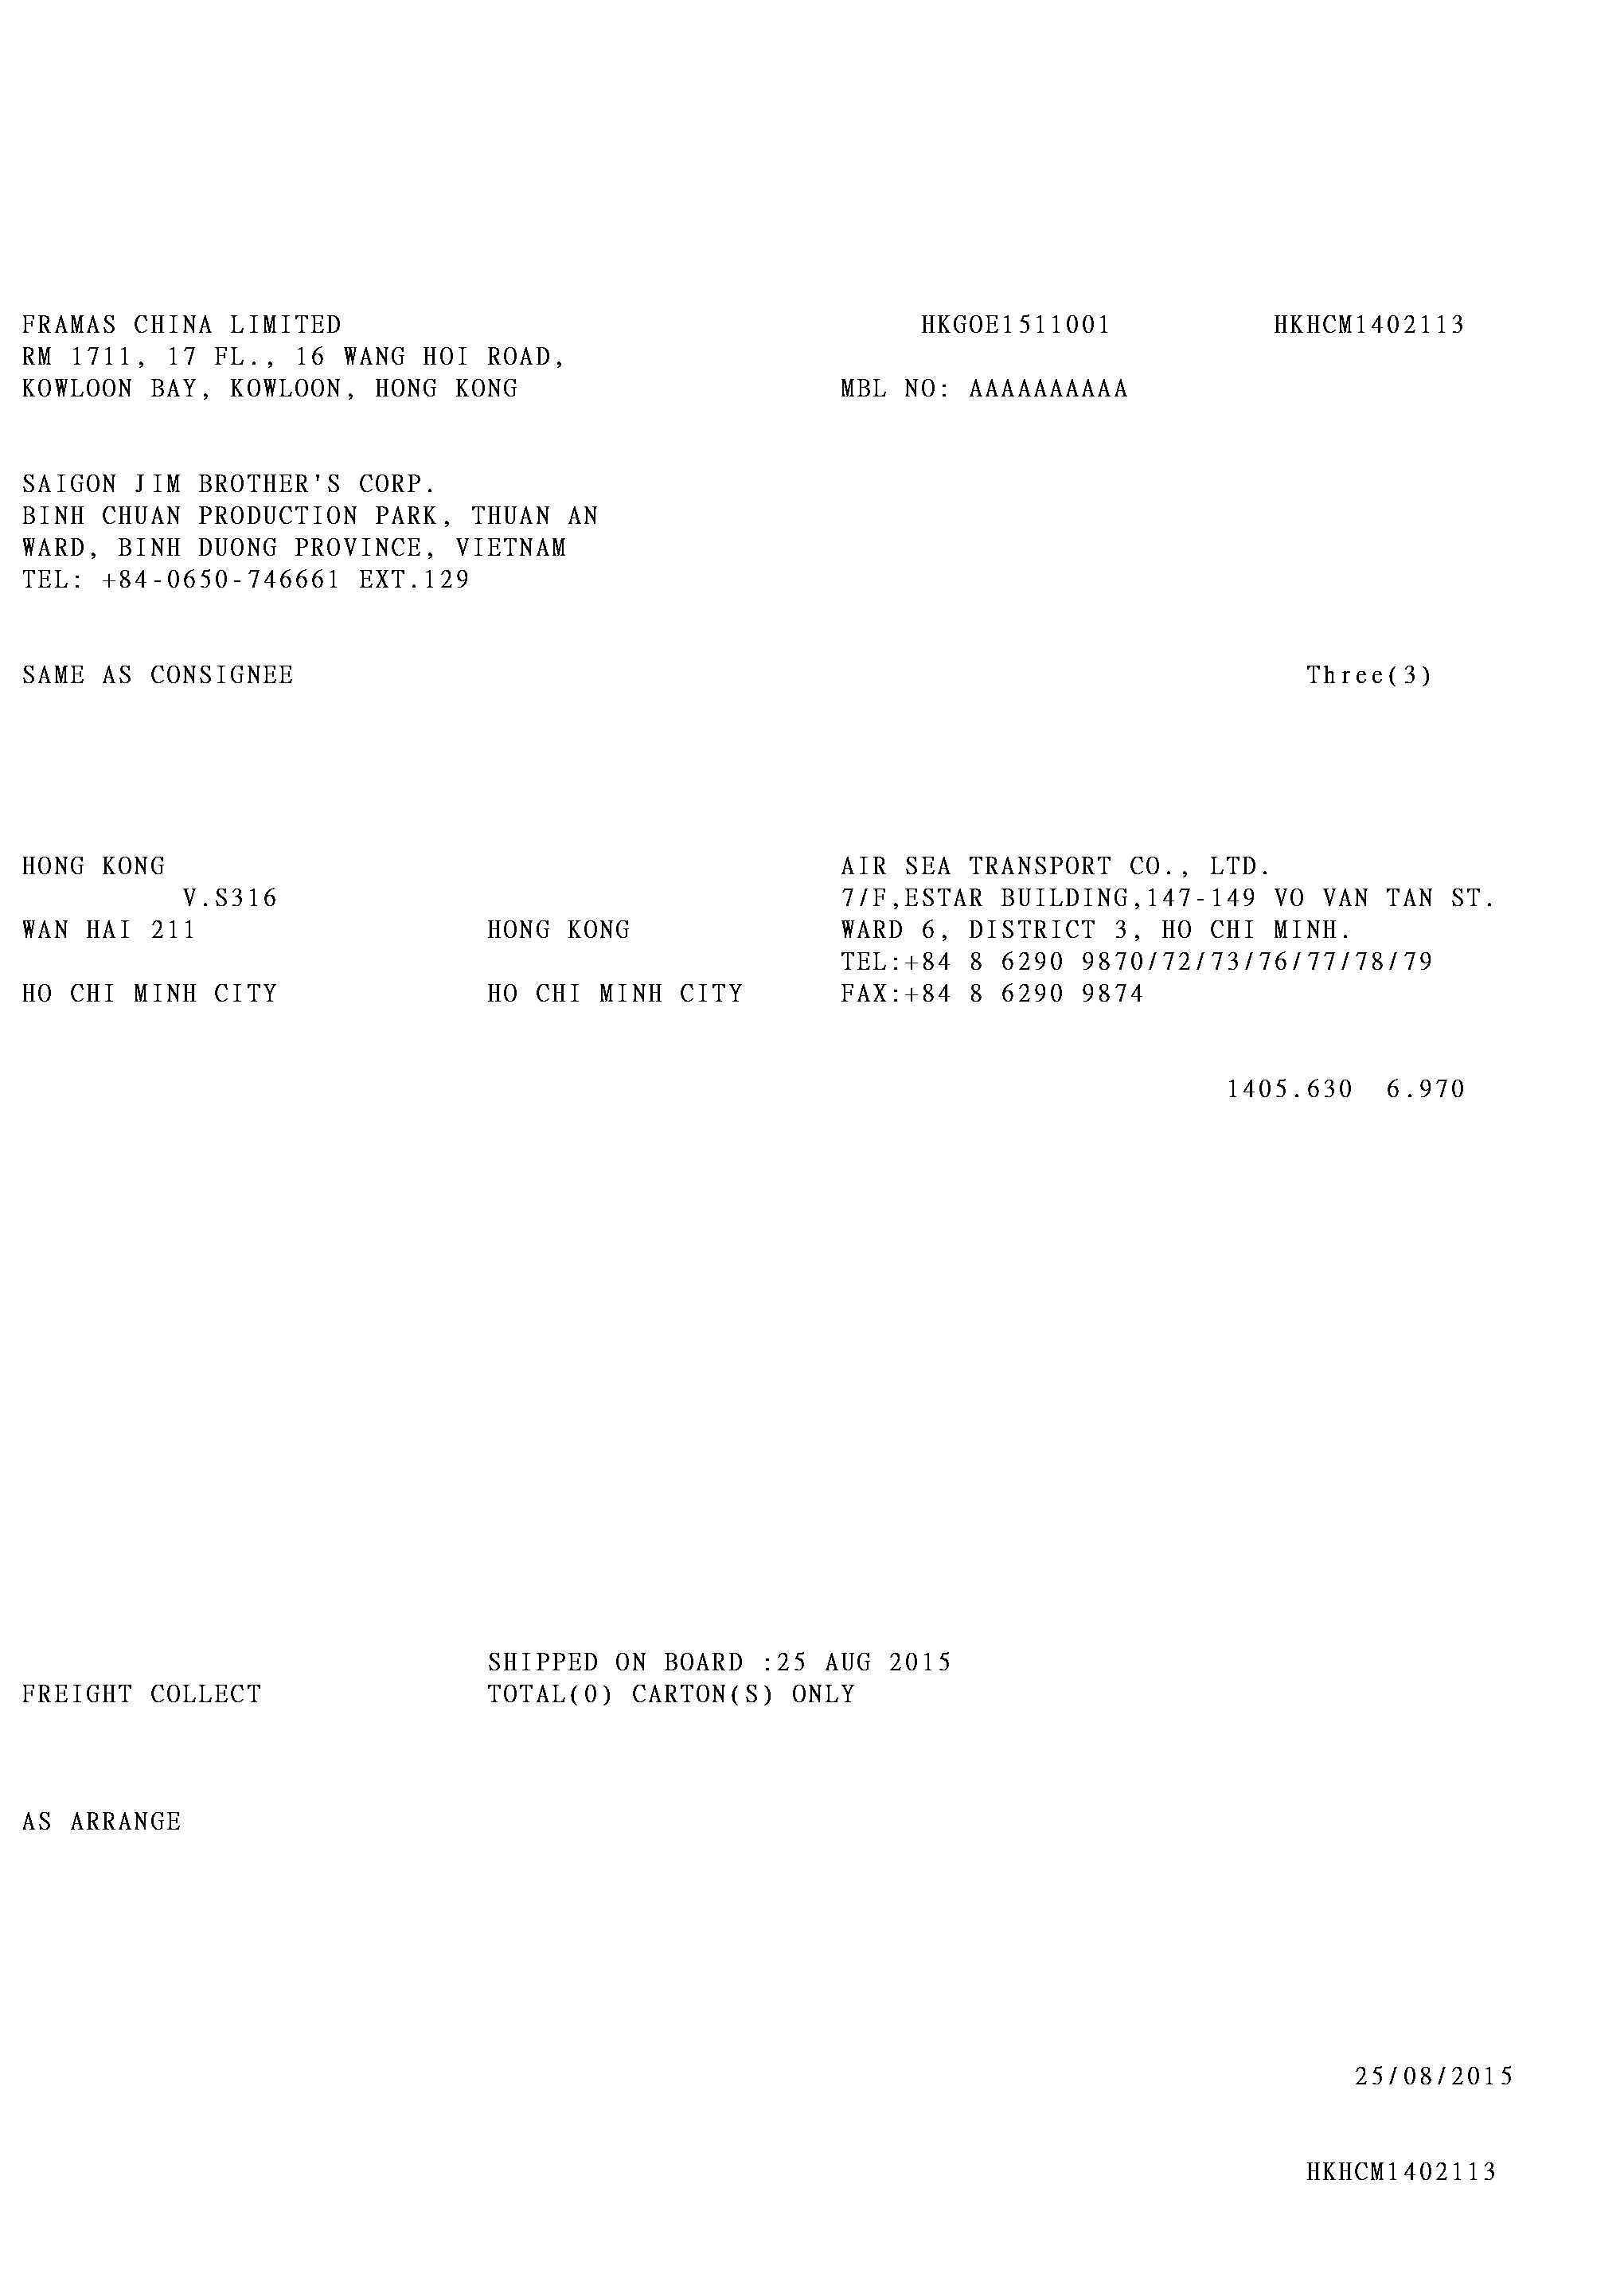 FRAMAS CHINA LIMITED HKGOE1511001 HKHCM1402113
RM 1711, 17 FL., 16 WANG HOI ROAD,
KOWLOON BAY, KOWLOON, HONG KONG MBL NO: AAAAAAAAAA
SAIGON JIM BROTHER'S CORP.
BINH CHUAN PRODUCTION PARK, THUAN AN
WARD, BINH DUONG PROVINCE, VIETNAM
TEL: +84-0650-746661 EXT.129
SAME AS CONSIGNEE Three(3)
HONG KONG AIR SEA TRANSPORT CO., LTD.
V.S316 7/F,ESTAR BUILDING,147-149 VO VAN TAN ST.
WAN HAI 211 HONG KONG WARD 6, DISTRICT 3, HO CHI MINH.
TEL:+84 8 6290 9870/72/73/76/77/78/79
HO CHI MINH CITY HO CHI MINH CITY FAX:+84 8 6290 9874
1405.630 6.970
SHIPPED ON BOARD :25 AUG 2015
FREIGHT COLLECT TOTAL(0) CARTON(S) ONLY
AS ARRANGE
25/08/2015
HKHCM1402113